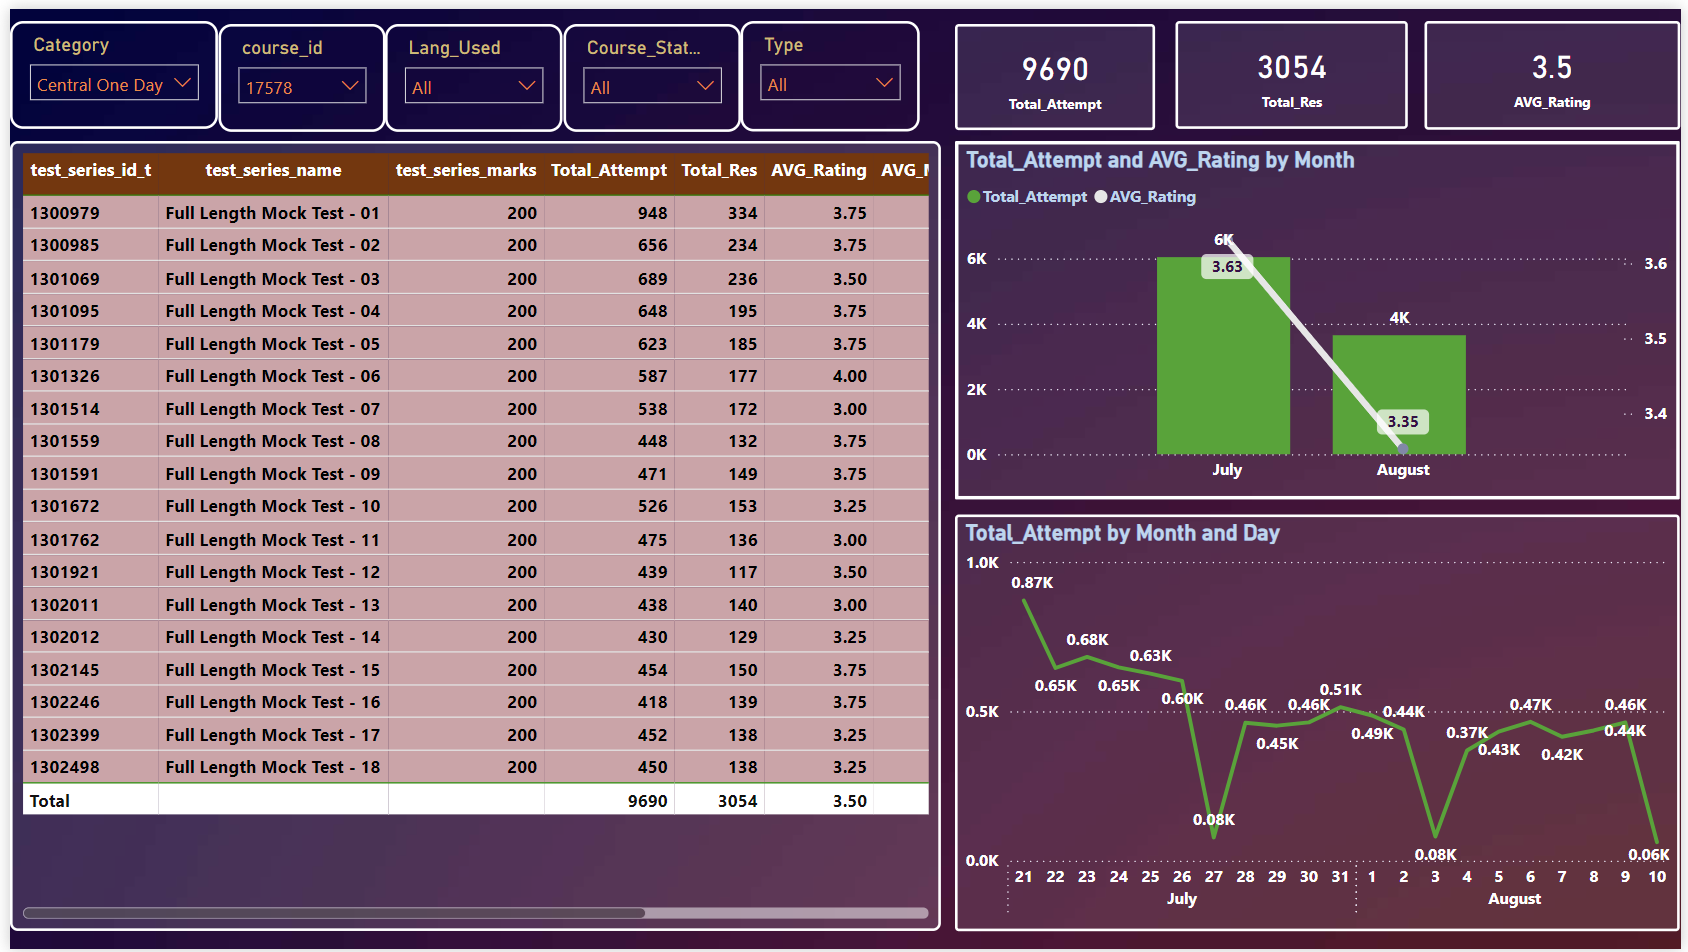 Category
Central One Day
course_id
17578
Lang_Used
All
Course_Stat...
All
Type
All
9690
Total_Attempt
3054
Total_Res
3.5
AVG_Rating
test_series_id_t test_series_name test_series_marks Total_Attempt Total_Res AVG_Rating AVG_M
1300979 Full Length Mock Test - 01 200 948 334 3.75
1300985 Full Length Mock Test - 02 200 656 234 3.75
1301069 Full Length Mock Test - 03 200 689 236 3.50
1301095 Full Length Mock Test - 04 200 648 195 3.75
1301179 Full Length Mock Test - 05 200 623 185 3.75
1301326 Full Length Mock Test - 06 200 587 177 4.00
1301514 Full Length Mock Test - 07 200 538 172 3.00
1301559 Full Length Mock Test - 08 200 448 132 3.75
1301591 Full Length Mock Test - 09 200 471 149 3.75
1301672 Full Length Mock Test - 10 200 526 153 3.25
1301762 Full Length Mock Test - 11 200 475 136 3.00
1301921 Full Length Mock Test - 12 200 439 117 3.50
1302011 Full Length Mock Test - 13 200 438 140 3.00
1302012 Full Length Mock Test - 14 200 430 129 3.25
1302145 Full Length Mock Test - 15 200 454 150 3.75
1302246 Full Length Mock Test - 16 200 418 139 3.75
1302399 Full Length Mock Test - 17 200 452 138 3.25
1302498 Full Length Mock Test - 18 200 450 138 3.25
Total 9690 3054 3.50
Total_Attempt and AVG_Rating by Month
Total_Attempt AVG_Rating
6K
6K 3.63 3.6
4K 4K
3.5
2K
3.35 3.4
0K
July August
Total_Attempt by Month and Day
1.0K
0.87K
0.68K
0.63K
0.65K 0.65K
0.60K 0.46K 0.46K 0.51K 0.47K 0.46K
0.5K 0.44K
0.45K 0.49K 0.37K 0.43K 0.42K 0.44K
0.08K
0.08K 0.06K
0.0K
21 22 23 24 25 26 27 28 29 30 31 1 2 3 4 5 6 7 8 9 10
July August